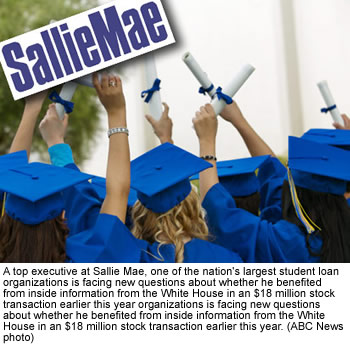 SallieMae
A top executive at Sallie Mae, one of the nation's largest student loan
organizations is facing new questions about whether he benefited
from inside information from the White House in an $18 million stock
transaction earlier this year organizations is facing new questions
about whether he benefited from inside information from the White
House in an $18 million stock transaction earlier this year. (ABC News
photo)